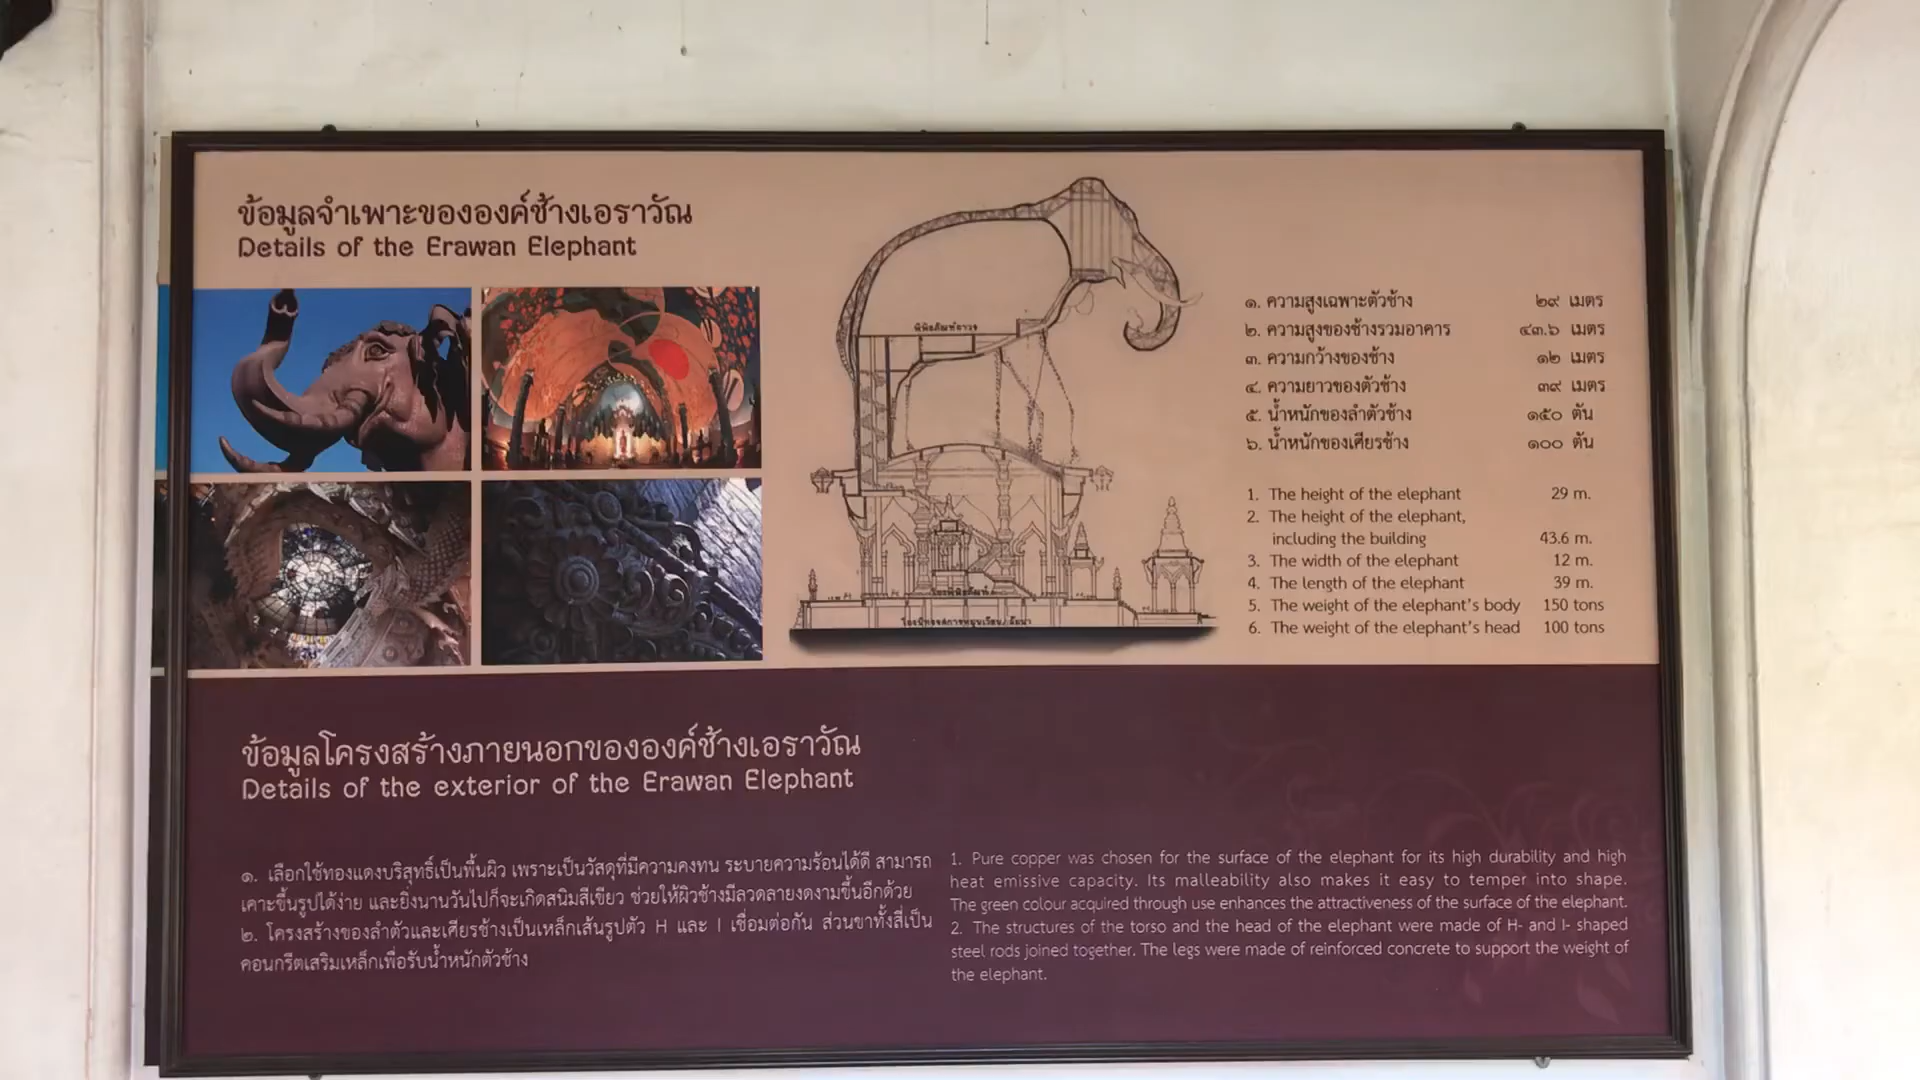 ข้อมูลจำเพาะขององค์ช้างเอราวัณ
Details of the Erawan Elephant
พิพิธภัณฑ์ดาวดึงส์
๑. ความสูงเฉพาะตัวช้าง ๒๙ เมตร
๒. ความสูงของช้างรวมอาคาร ๔๓.๖ เมตร
๓. ความกว้างของช้าง ๑๒ เมตร
๔. ความยาวของตัวช้าง ๓๙ เมตร
๕. น้ำหนักของลำตัวช้าง ๑๕๐ ตัน
๖. น้ำหนักของเศียรช้าง ๑๐๐ ตัน
1. The height of the elephant 29 m.
2. The height of the elephant,
including the building 43.6 m.
3. The width of the elephant 12 m.
4. The length of the elephant 39 m.
5. The weight of the elephant's body 150 tons
6. The weight of the elephant's head 100 tons
ข้อมูลโครงสร้างภายนอกขององค์ช้างเอราวัณ
Details of the exterior of the Erawan Elephant
๑. เลือกใช้ทองแดงบริสุทธิ์เป็นพื้นผิว เพราะเป็นวัสดุที่มีความคงทน ระบายความร้อนได้ดี สามารถ
เคาะขึ้นรูปได้ง่าย และยิ่งนานวันไปก็จะเกิดสนิมสีเขียว ช่วยให้ผิวช้างมีลวดลายงดงามขึ้นอีกด้วย
๒. โครงสร้างของลำตัวและเศียรช้างเป็นเหล็กเส้นรูปตัว H และ I เชื่อมต่อกัน ส่วนขาทั้งสี่เป็น
คอนกรีตเสริมเหล็กเพื่อรับน้ำหนักตัวช้าง
1. Pure copper was chosen for the surface of the elephant for its high durability and high
heat emissive capacity. Its malleability also makes it easy to temper into shape.
The green colour acquired through use enhances the attractiveness of the surface of the elephant.
2. The structures of the torso and the head of the elephant were made of H- and I- shaped
steel rods joined together. The legs were made of reinforced concrete to support the weight of
the elephant.